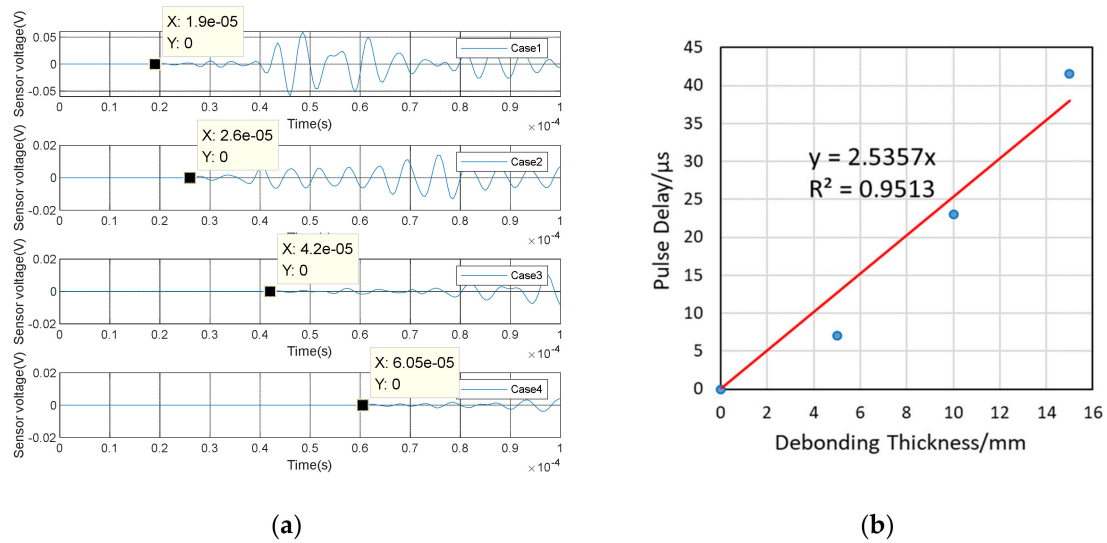 X: 1.9e-05
Y: 0
Sensor voltage(V)
0.05
0
-0.05
Case1
0 0.1 0.2 0.3 0.4 0.5 0.6 0.7 0.8 0.9 1
Time(s)
×10⁻⁴
X: 2.6e-05
Y: 0
Sensor voltage(V)
0.02
0
-0.02
Case2
0 0.1 0.2 0.3 0.4 0.5 0.6 0.7 0.8 0.9 1
×10⁻⁴
X: 4.2e-05
Y: 0
Sensor voltage(V)
0.02
0
-0.02
Case3
0 0.1 0.2 0.3 0.4 0.5 0.6 0.7 0.8 0.9 1
Time(s)
×10⁻⁴
X: 6.05e-05
Y: 0
Sensor voltage(V)
0.02
0
-0.02
Case4
0 0.1 0.2 0.3 0.4 0.5 0.6 0.7 0.8 0.9 1
Time(s)
×10⁻⁴
(a)
Pulse Delay/μs
45
40
35
30
25
20
15
10
5
0
y = 2.5357x
R² = 0.9513
0 2 4 6 8 10 12 14 16
Debonding Thickness/mm
(b)